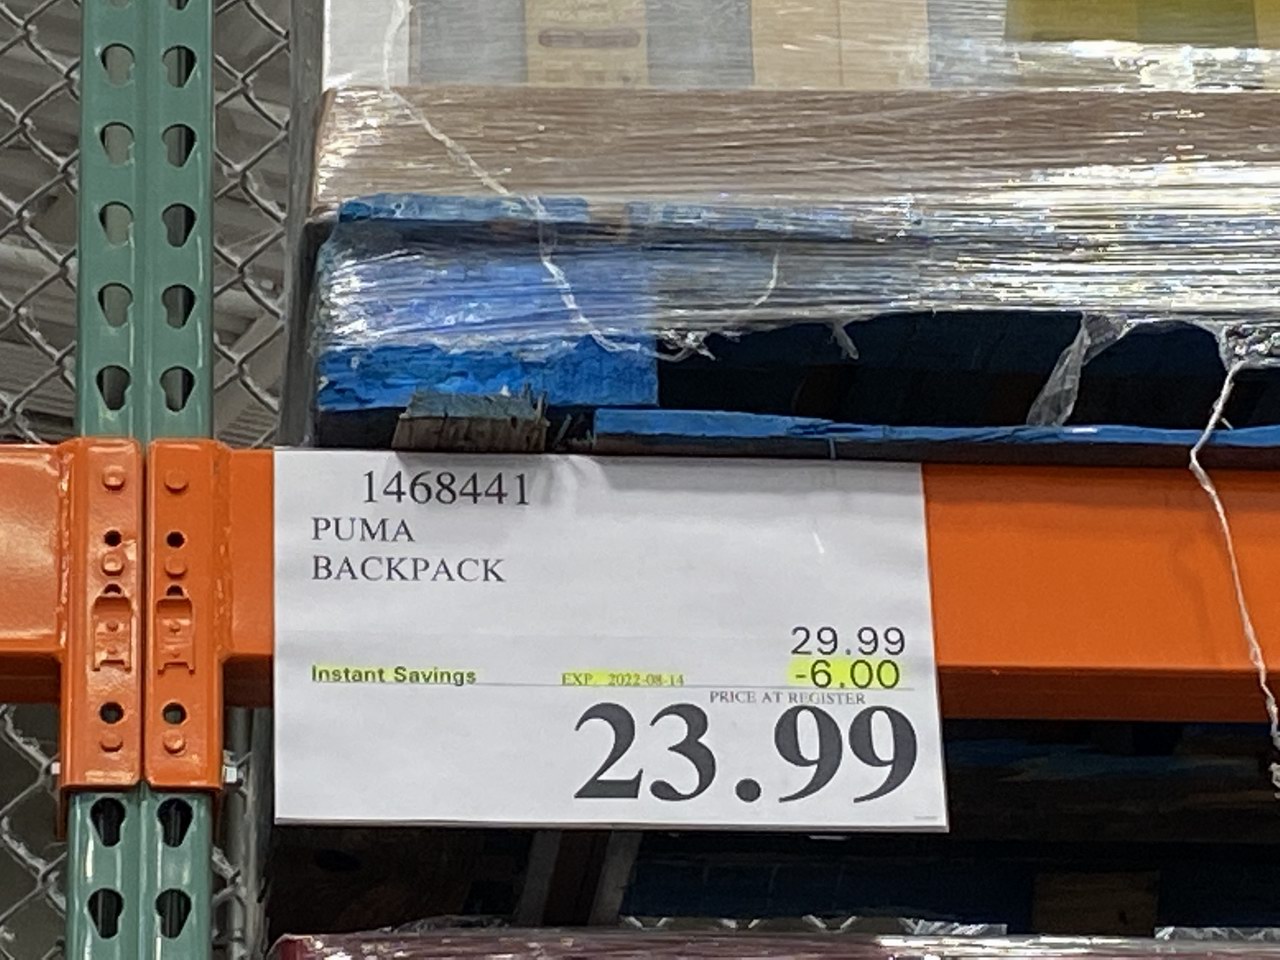 1468441
PUMA
BACKPACK
29.99
Instant Savings EXP. 2022-08-14 -6.00
PRICE AT REGISTER
23.99